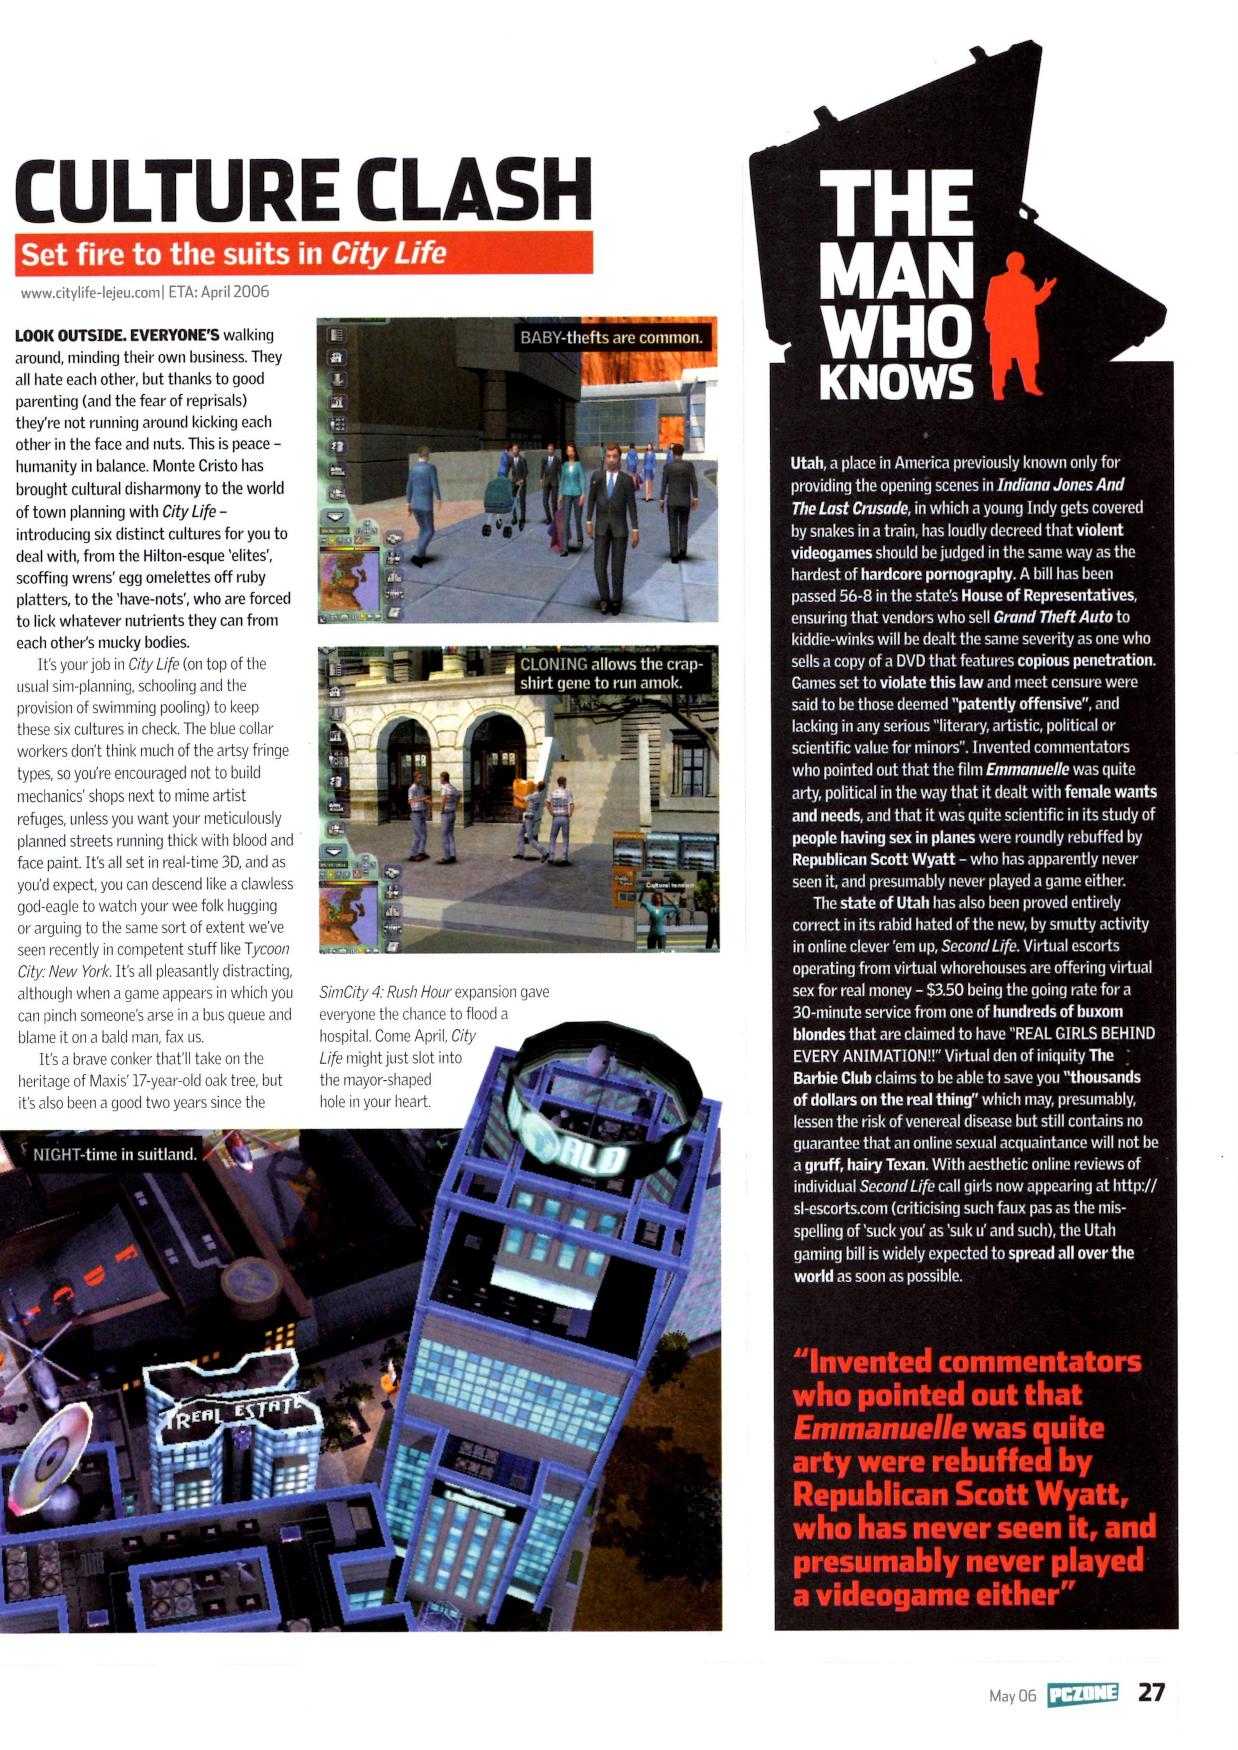 CULTURE CLASH
Set fire to the suits in City Life
www.citylife-lejeu.com| ETA: April 2006
LOOK OUTSIDE. EVERYONE'S walking
around, minding their own business. They
all hate each other, but thanks to good
parenting (and the fear of reprisals)
they're not running around kicking each
other in the face and nuts. This is peace –
humanity in balance. Monte Cristo has
brought cultural disharmony to the world
of town planning with City Life –
introducing six distinct cultures for you to
deal with, from the Hilton-esque 'elites',
scoffing wrens' egg omelettes off ruby
platters, to the 'have-nots', who are forced
to lick whatever nutrients they can from
each other's mucky bodies.
It's your job in City Life (on top of the
usual sim-planning, schooling and the
provision of swimming pooling) to keep
these six cultures in check. The blue collar
workers don't think much of the artsy fringe
types, so you're encouraged not to build
mechanics' shops next to mime artist
refuges, unless you want your meticulously
planned streets running thick with blood and
face paint. It's all set in real-time 3D, and as
you'd expect, you can descend like a clawless
god-eagle to watch your wee folk hugging
or arguing to the same sort of extent we've
seen recently in competent stuff like Tycoon
City: New York. It's all pleasantly distracting,
although when a game appears in which you
can pinch someone's arse in a bus queue and
blame it on a bald man, fax us.
It's a brave conker that'll take on the
heritage of Maxis' 17-year-old oak tree, but
it's also been a good two years since the
BABY-thefts are common.
CLONING allows the crap-
shirt gene to run amok.
Cultural tension
SimCity 4: Rush Hour expansion gave
everyone the chance to flood a
hospital. Come April, City
Life might just slot into
the mayor-shaped
hole in your heart.
NIGHT-time in suitland.
ALD
REAL ESTATE
THE
MAN
WHO
KNOWS
Utah, a place in America previously known only for
providing the opening scenes in Indiana Jones And
The Last Crusade, in which a young Indy gets covered
by snakes in a train, has loudly decreed that violent
videogames should be judged in the same way as the
hardest of hardcore pornography. A bill has been
passed 56-8 in the state's House of Representatives,
ensuring that vendors who sell Grand Theft Auto to
kiddie-winks will be dealt the same severity as one who
sells a copy of a DVD that features copious penetration.
Games set to violate this law and meet censure were
said to be those deemed "patently offensive", and
lacking in any serious "literary, artistic, political or
scientific value for minors". Invented commentators
who pointed out that the film Emmanuelle was quite
arty, political in the way that it dealt with female wants
and needs, and that it was quite scientific in its study of
people having sex in planes were roundly rebuffed by
Republican Scott Wyatt – who has apparently never
seen it, and presumably never played a game either.
The state of Utah has also been proved entirely
correct in its rabid hated of the new, by smutty activity
in online clever 'em up, Second Life. Virtual escorts
operating from virtual whorehouses are offering virtual
sex for real money – $3.50 being the going rate for a
30-minute service from one of hundreds of buxom
blondes that are claimed to have "REAL GIRLS BEHIND
EVERY ANIMATION!!" Virtual den of iniquity The
Barbie Club claims to be able to save you "thousands
of dollars on the real thing" which may, presumably,
lessen the risk of venereal disease but still contains no
guarantee that an online sexual acquaintance will not be
a gruff, hairy Texan. With aesthetic online reviews of
individual Second Life call girls now appearing at http://
sl-escorts.com (criticising such faux pas as the mis-
spelling of 'suck you' as 'suk u' and such), the Utah
gaming bill is widely expected to spread all over the
world as soon as possible.
"Invented commentators
who pointed out that
Emmanuelle was quite
arty were rebuffed by
Republican Scott Wyatt,
who has never seen it, and
presumably never played
a videogame either"
May 06 PCZONE 27